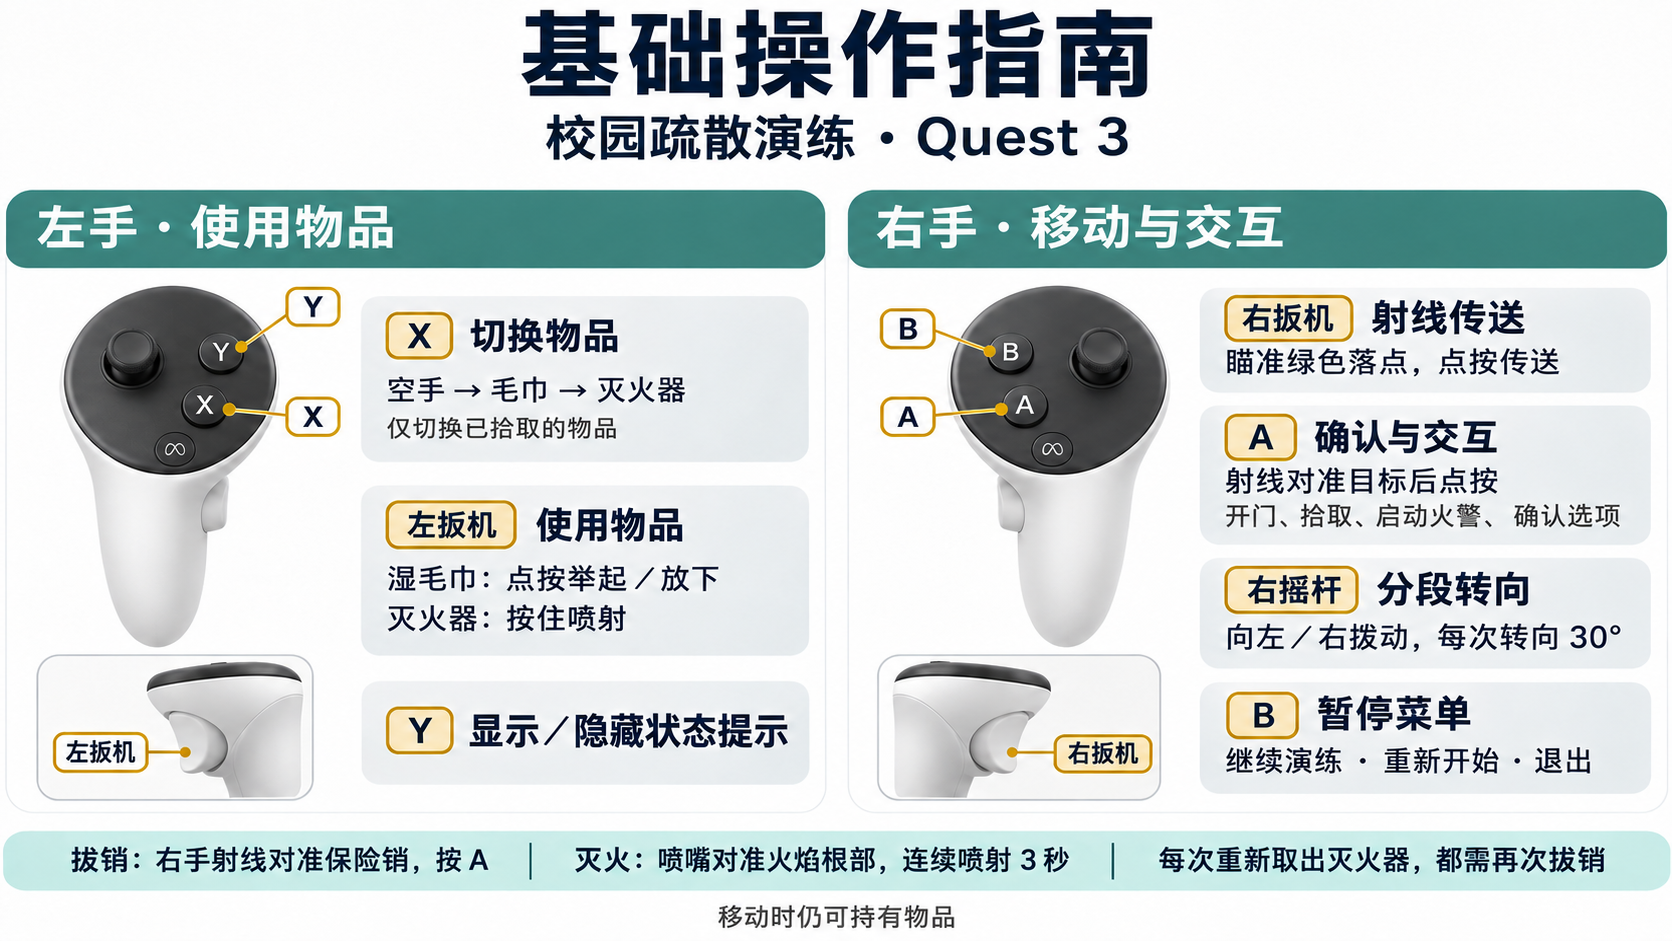 基础操作指南
校园疏散演练 · Quest 3
左手 · 使用物品
Y
Y
X
X
∞
左扳机
X 切换物品
空手 → 毛巾 → 灭火器
仅切换已拾取的物品
左扳机 使用物品
湿毛巾：点按举起／放下
灭火器：按住喷射
Y 显示／隐藏状态提示
右手 · 移动与交互
B
B
A
A
∞
右扳机
右扳机 射线传送
瞄准绿色落点，点按传送
A 确认与交互
射线对准目标后点按
开门、拾取、启动火警、确认选项
右摇杆 分段转向
向左／右拨动，每次转向 30°
B 暂停菜单
继续演练 · 重新开始 · 退出
拔销：右手射线对准保险销，按 A
灭火：喷嘴对准火焰根部，连续喷射 3 秒
每次重新取出灭火器，都需再次拔销
移动时仍可持有物品